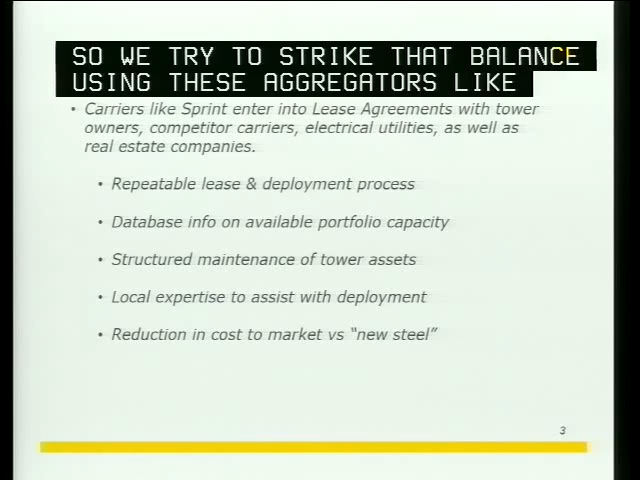 SO WE TRY TO STRIKE THAT BALANCE
USING THESE AGGREGATORS LIKE
• Carriers like Sprint enter into Lease Agreements with tower
owners, competitor carriers, electrical utilities, as well as
real estate companies.
• Repeatable lease & deployment process
• Database info on available portfolio capacity
• Structured maintenance of tower assets
• Local expertise to assist with deployment
• Reduction in cost to market vs “new steel”
3